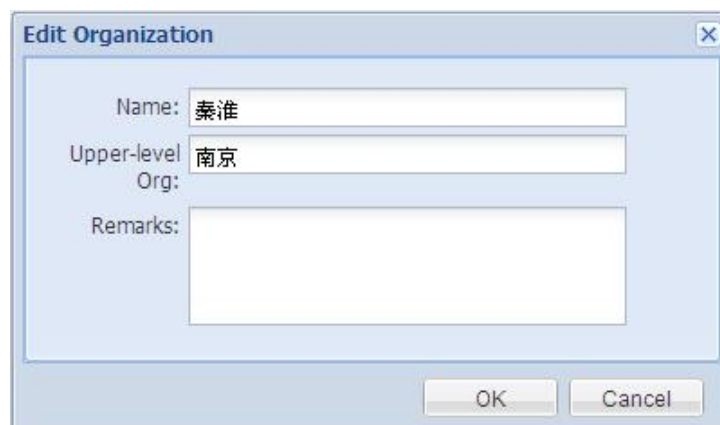 Edit Organization
Name: 秦淮
Upper-level Org: 南京
Remarks:
OK Cancel